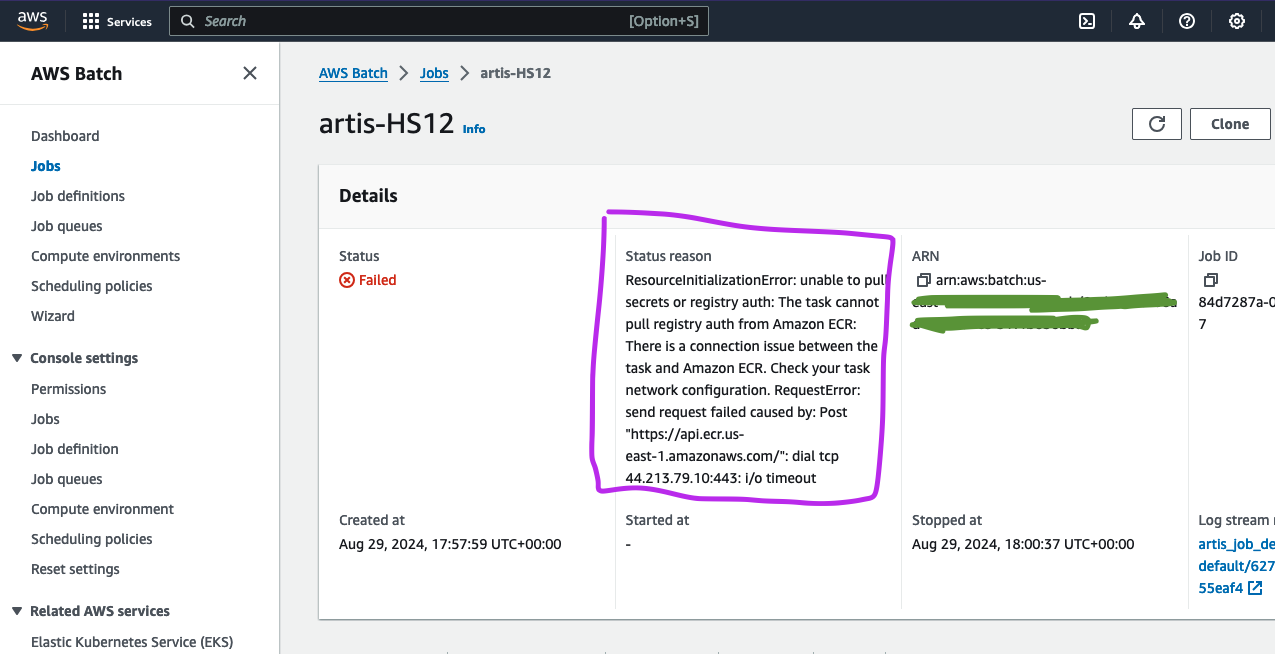 aws
Services
Search
[Option+S]
AWS Batch
Dashboard
Jobs
Job definitions
Job queues
Compute environments
Scheduling policies
Wizard
Console settings
Permissions
Jobs
Job definition
Job queues
Compute environment
Scheduling policies
Reset settings
Related AWS services
Elastic Kubernetes Service (EKS)
AWS Batch
Jobs
artis-HS12
artis-HS12
Info
Clone
Details
Status
Failed
Status reason
ResourceInitializationError: unable to pull
secrets or registry auth: The task cannot
pull registry auth from Amazon ECR:
There is a connection issue between the
task and Amazon ECR. Check your task
network configuration. RequestError:
send request failed caused by: Post
"https://api.ecr.us-
east-1.amazonaws.com/": dial tcp
44.213.79.10:443: i/o timeout
ARN
arn:aws:batch:us-
Job ID
84d7287a-0
7
Created at
Aug 29, 2024, 17:57:59 UTC+00:00
Started at
-
Stopped at
Aug 29, 2024, 18:00:37 UTC+00:00
Log stream
artis_job_de
default/627
55eaf4